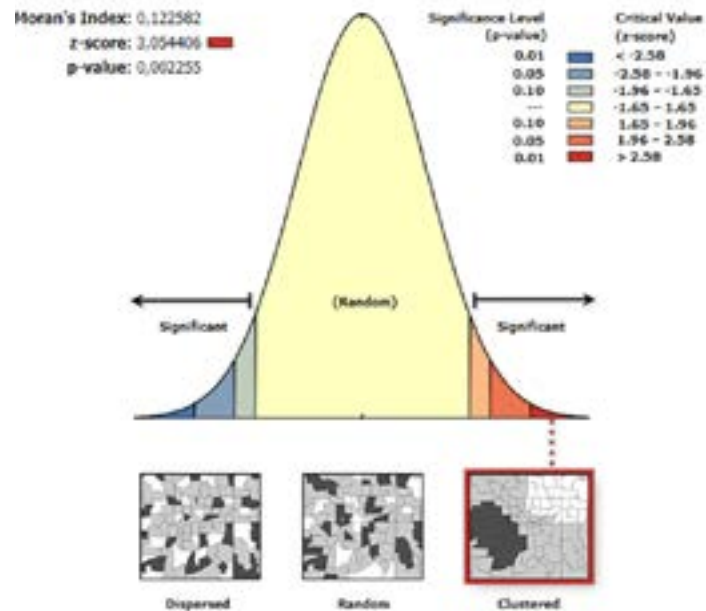 Moran's Index: 0,122582
z-score: 3,054406
p-value: 0,002255
Significance Level (p-value)
Critical Value (z-score)
0.01 < -2.58
0.05 -2.58 - -1.96
0.10 -1.96 - -1.65
--- -1.65 - 1.65
0.10 1.65 - 1.96
0.05 1.96 - 2.58
0.01 > 2.58
(Random)
Significant
Significant
Dispersed
Random
Clustered